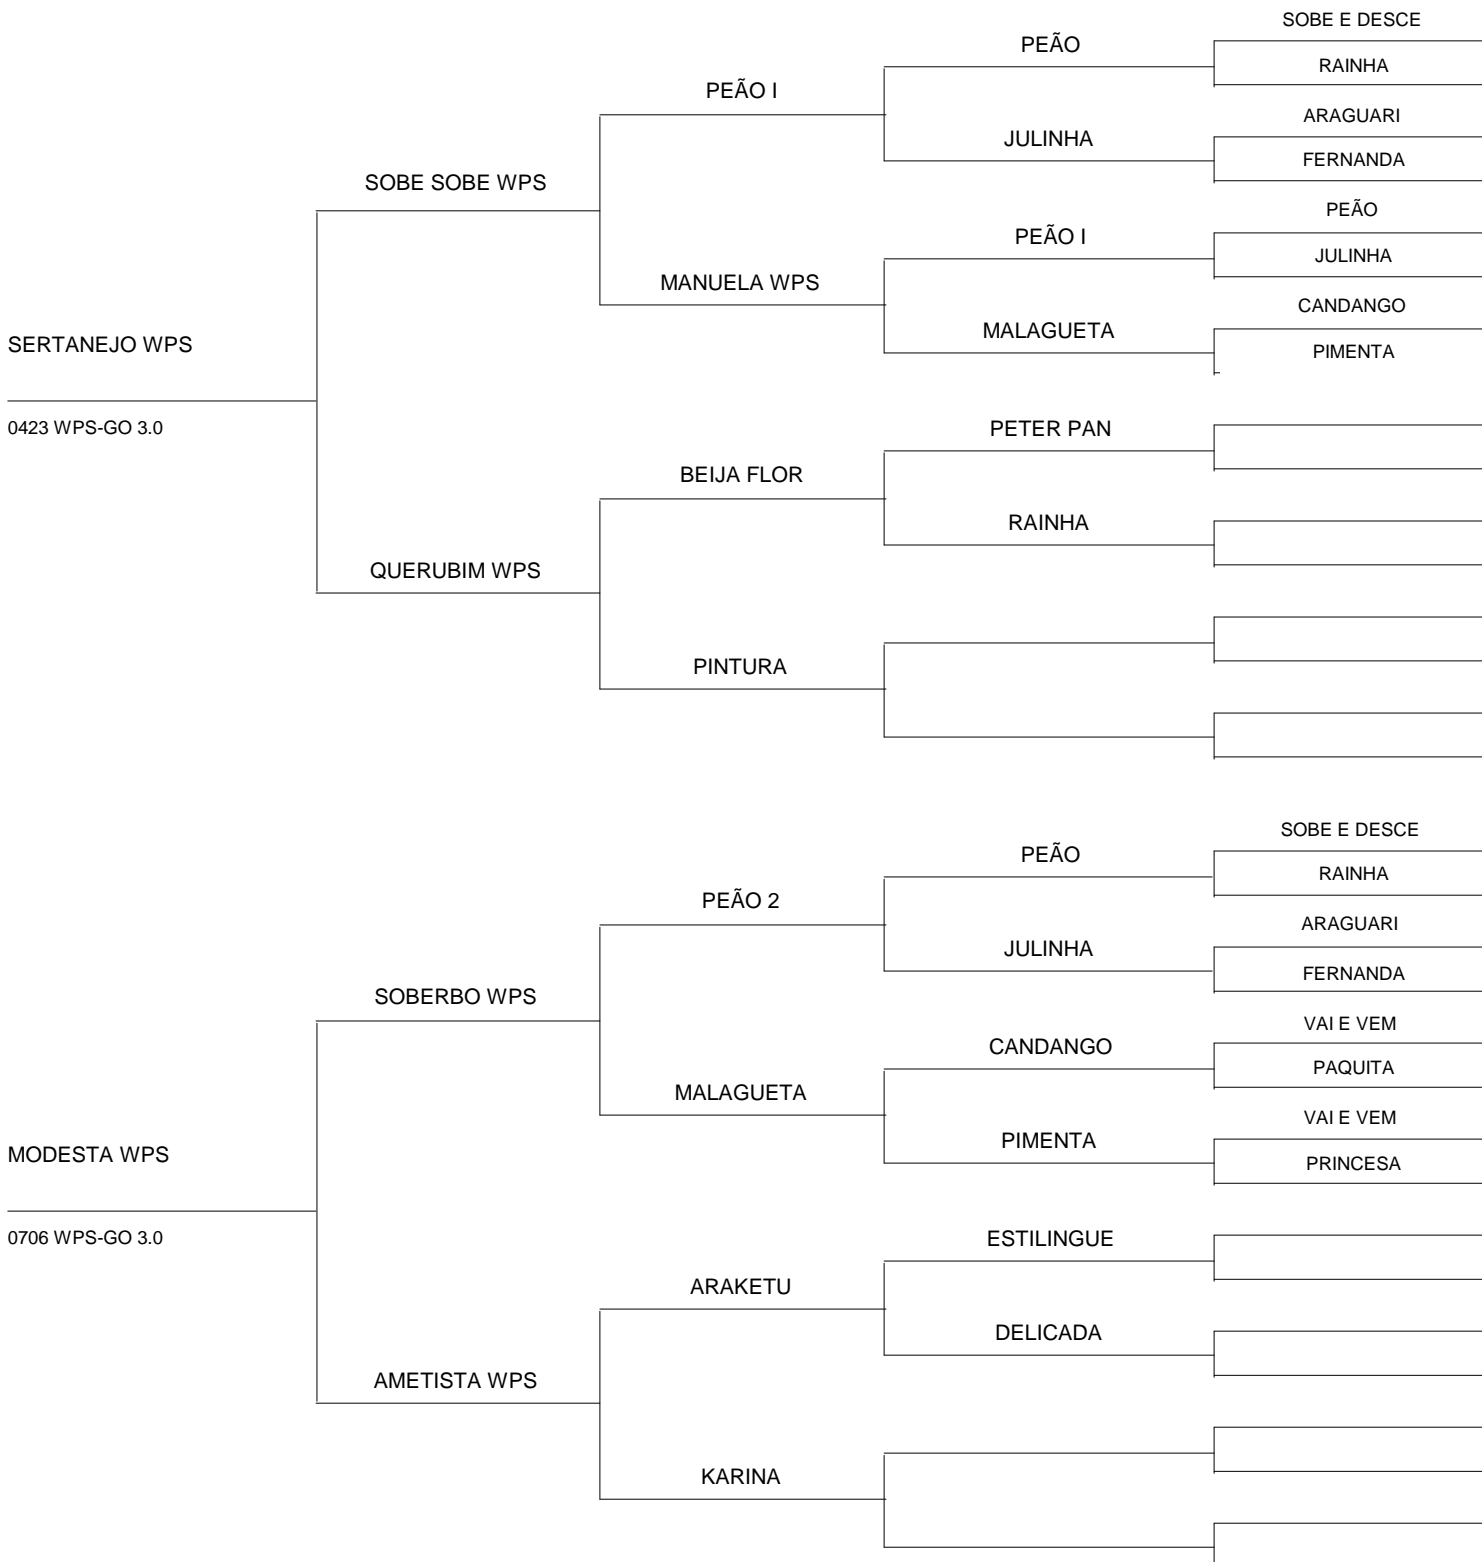 SOBE E DESCE
PEÃO
RAINHA
PEÃO I
ARAGUARI
JULINHA
FERNANDA
SOBE SOBE WPS
PEÃO
PEÃO I
JULINHA
MANUELA WPS
CANDANGO
MALAGUETA
SERTANEJO WPS
PIMENTA
0423 WPS-GO 3.0
PETER PAN
BEIJA FLOR
RAINHA
QUERUBIM WPS
PINTURA
SOBE E DESCE
PEÃO
RAINHA
PEÃO 2
ARAGUARI
JULINHA
FERNANDA
SOBERBO WPS
VAI E VEM
CANDANGO
PAQUITA
MALAGUETA
VAI E VEM
PIMENTA
MODESTA WPS
PRINCESA
0706 WPS-GO 3.0
ESTILINGUE
ARAKETU
DELICADA
AMETISTA WPS
KARINA